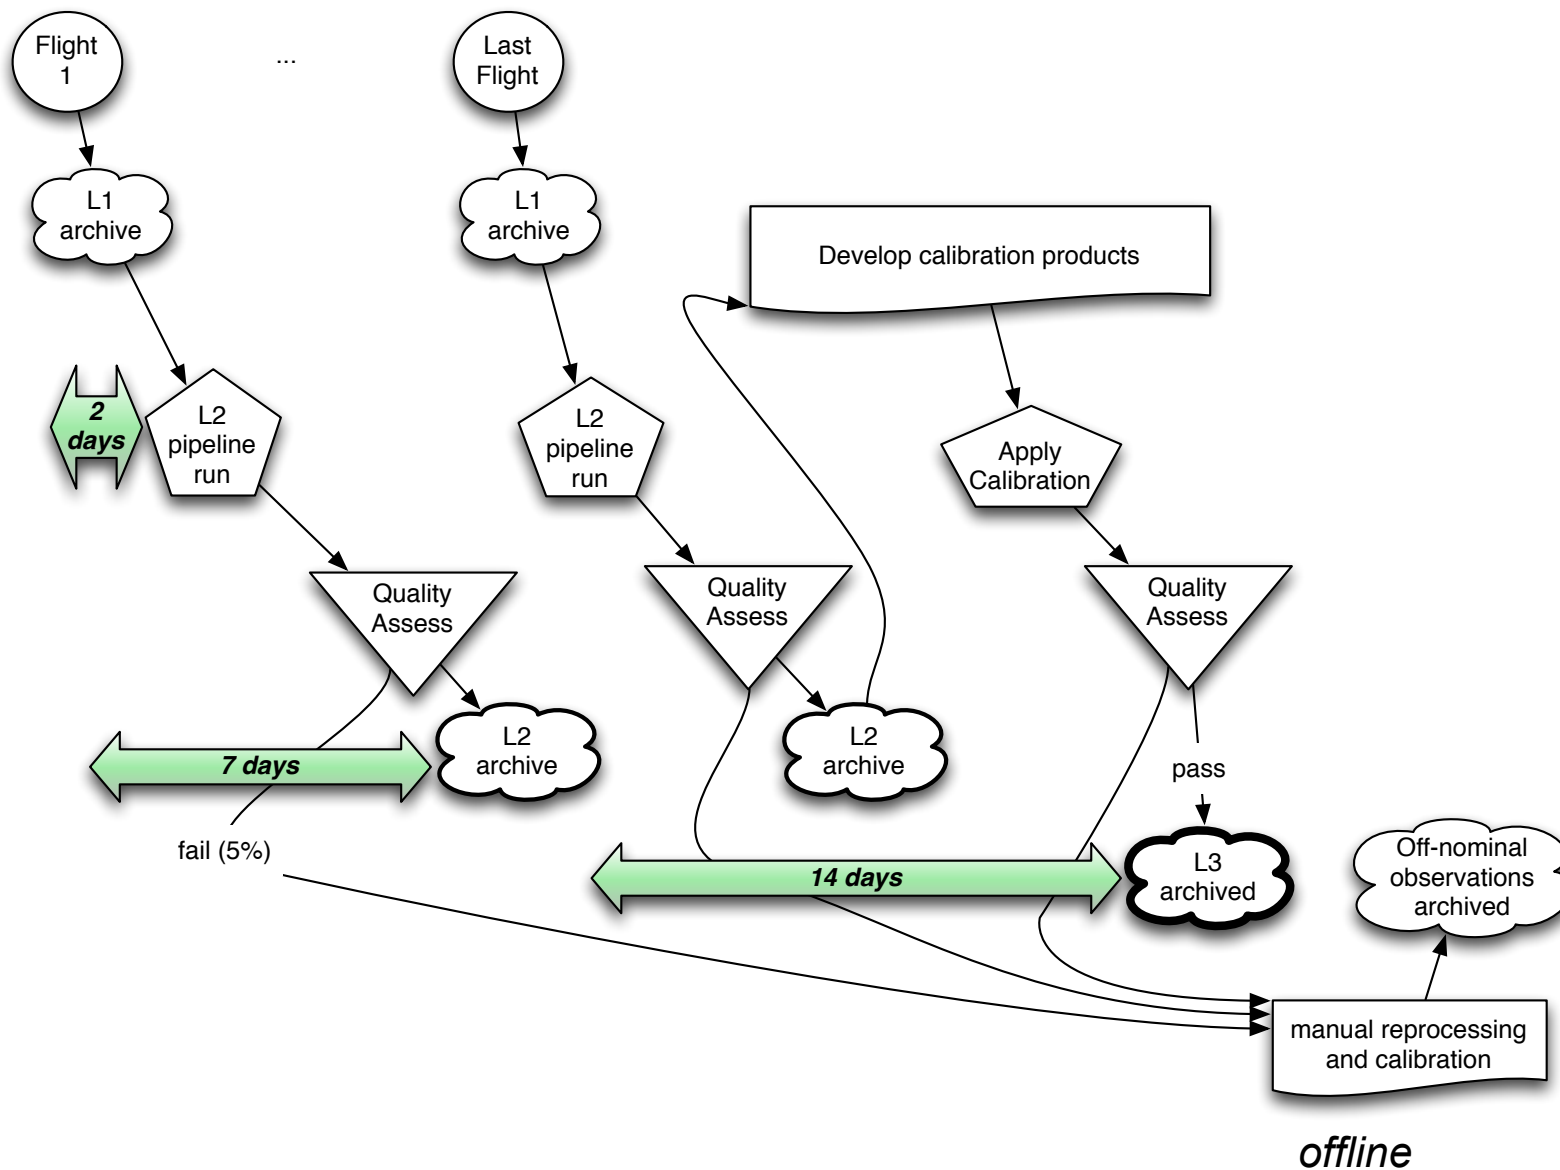 Flight
1
...
Last
Flight
L1
archive
L1
archive
Develop calibration products
2
days
L2
pipeline
run
L2
pipeline
run
Apply
Calibration
Quality
Assess
Quality
Assess
Quality
Assess
7 days
L2
archive
L2
archive
pass
fail (5%)
14 days
L3
archived
Off-nominal
observations
archived
manual reprocessing
and calibration
offline